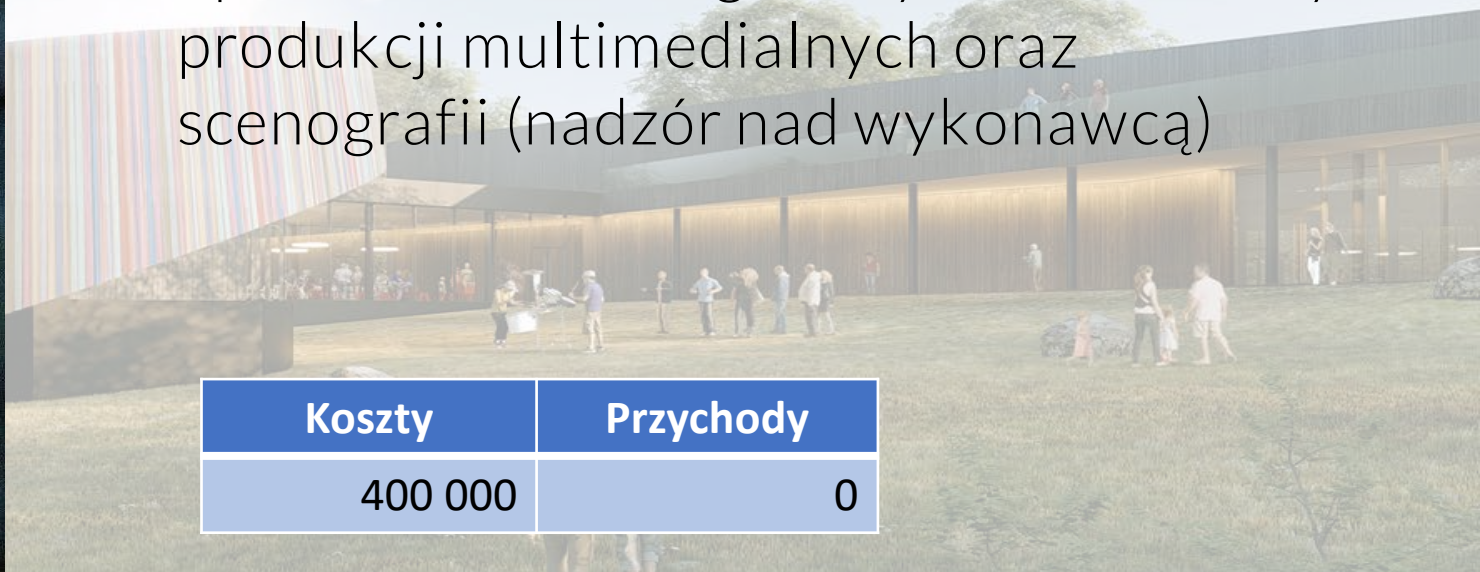 produkcji multimedialnych oraz
scenografii (nadzór nad wykonawcą)
Koszty Przychody
400 000 0